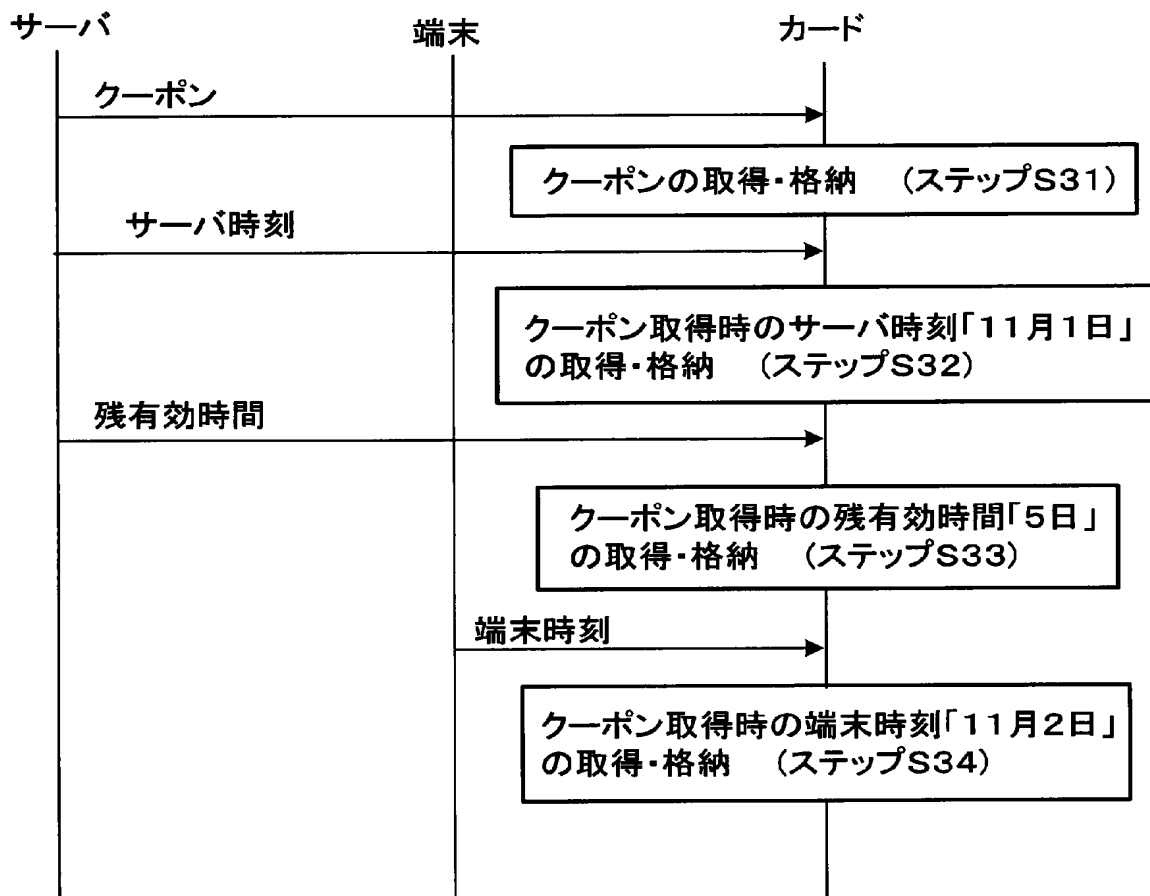 サーバ
端末
カード
クーポン
クーポンの取得・格納　（ステップＳ３１）
サーバ時刻
クーポン取得時のサーバ時刻「１１月１日」
の取得・格納　（ステップＳ３２）
残有効時間
クーポン取得時の残有効時間「５日」
の取得・格納　（ステップＳ３３）
端末時刻
クーポン取得時の端末時刻「１１月２日」
の取得・格納　（ステップＳ３４）